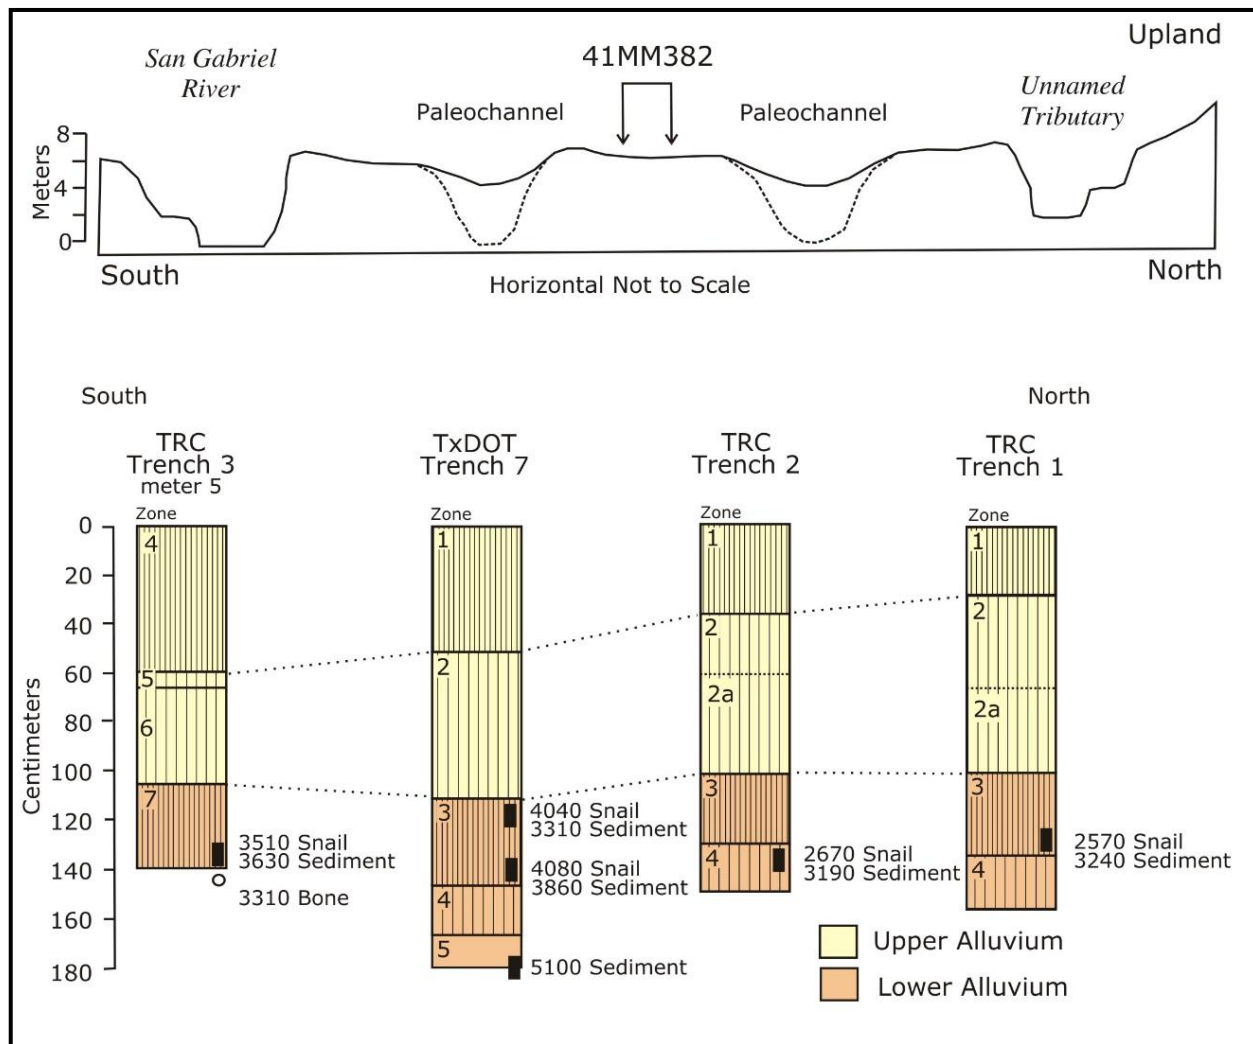 Upland
San Gabriel
River
41MM382
Unnamed
Tributary
Paleochannel
Paleochannel
Meters
8
4
0
South
North
Horizontal Not to Scale
South
North
TRC
Trench 3
meter 5
TxDOT
Trench 7
TRC
Trench 2
TRC
Trench 1
Centimeters
0
20
40
60
80
100
120
140
160
180
Zone
4
5
6
7
3510 Snail
3630 Sediment
3310 Bone
Zone
1
2
3
4
5
4040 Snail
3310 Sediment
4080 Snail
3860 Sediment
5100 Sediment
Zone
1
2
2a
3
4
2670 Snail
3190 Sediment
Zone
1
2
2a
3
4
2570 Snail
3240 Sediment
Upper Alluvium
Lower Alluvium